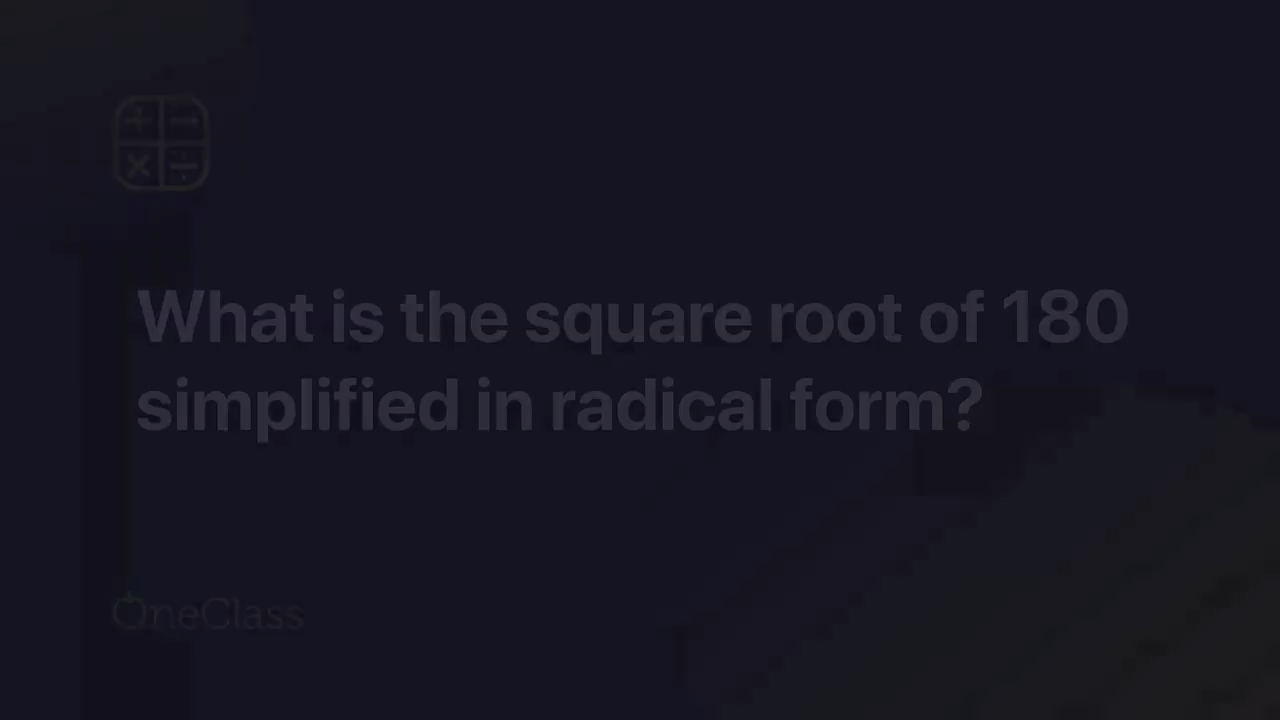 What is the square root of 180
simplified in radical form?
OneClass